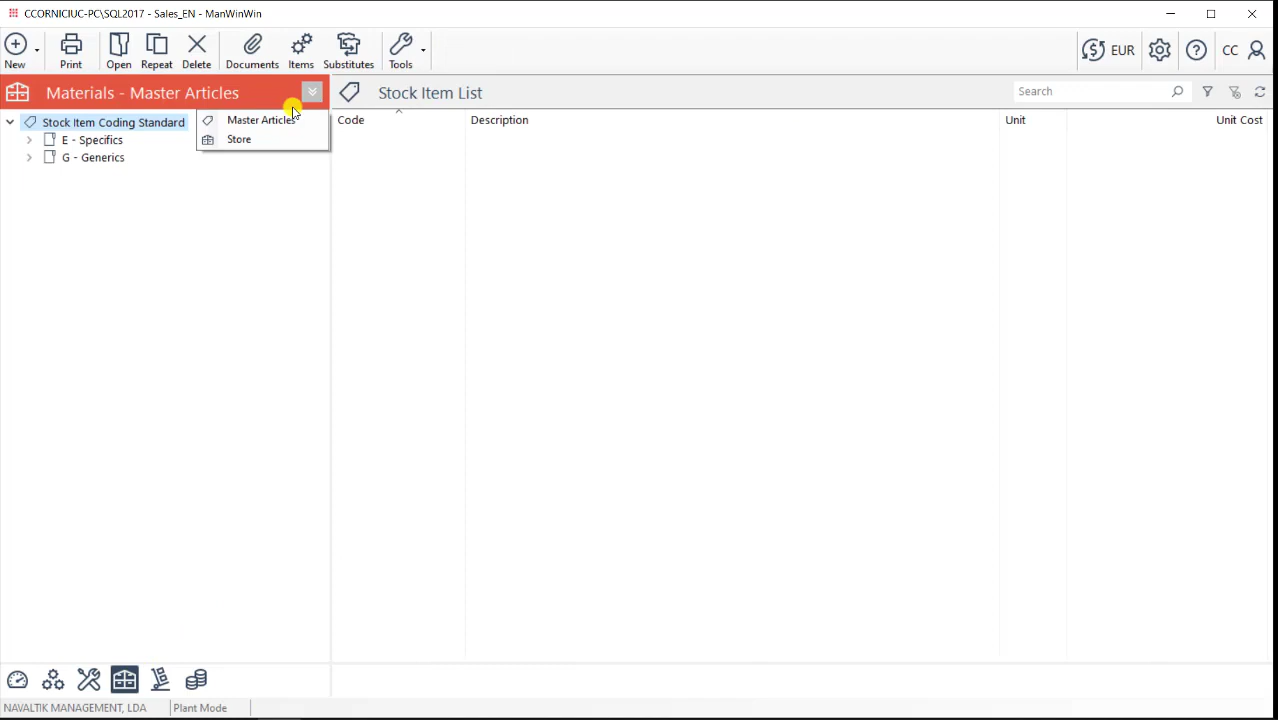 CCORNICIUC-PC\SQL2017 - Sales_EN - ManWinWin
New Print Open Repeat Delete Documents Items Substitutes Tools EUR CC
Materials - Master Articles
Stock Item List
Search
Stock Item Coding Standard
E - Specifics
G - Generics
Master Articles
Store
Code Description Unit Unit Cost
NAVALTIK MANAGEMENT, LDA Plant Mode